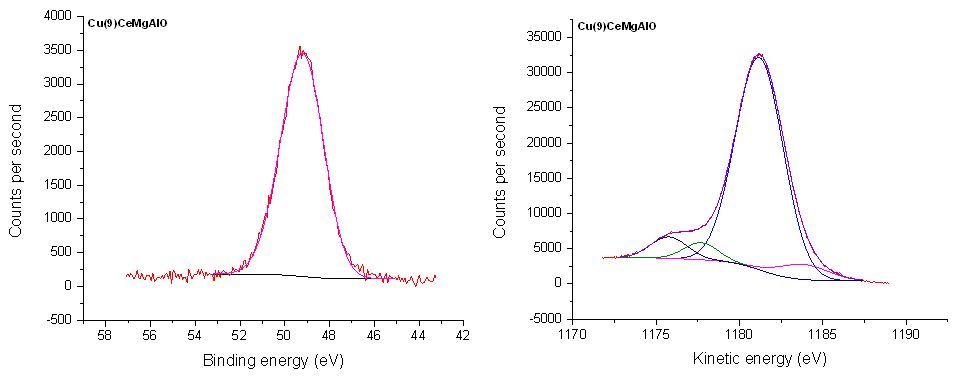 Cu(9)CeMgAlO
4000
3500
3000
2500
2000
1500
1000
500
0
-500
58 56 54 52 50 48 46 44 42
Counts per second
Binding energy (eV)
Cu(9)CeMgAlO
35000
30000
25000
20000
15000
10000
5000
0
-5000
1170 1175 1180 1185 1190
Counts per second
Kinetic energy (eV)